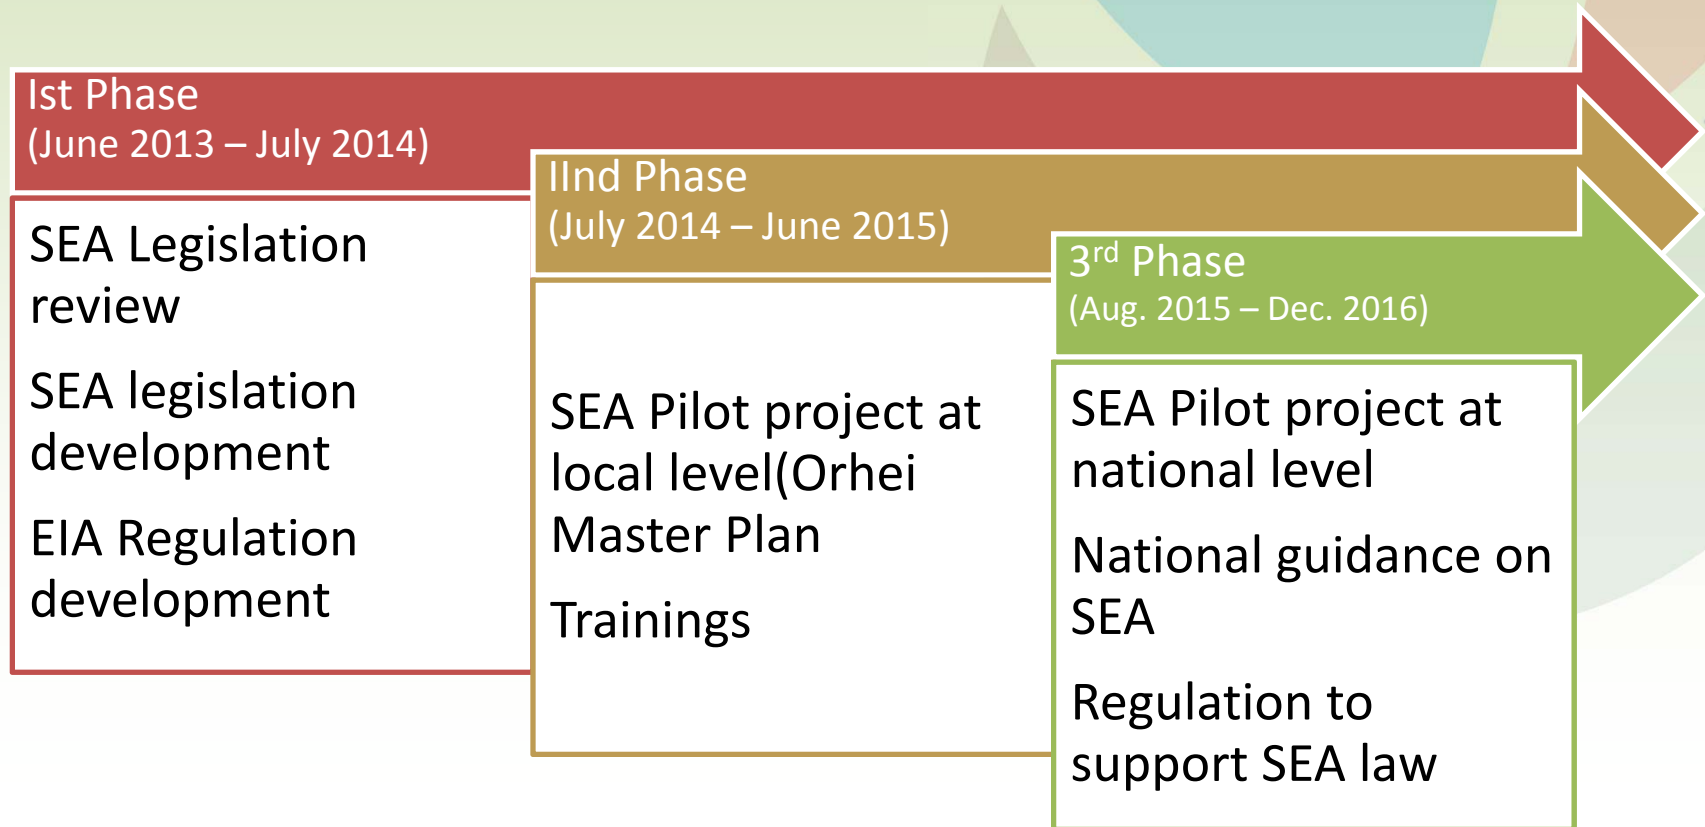 Ist Phase
(June 2013 – July 2014)
SEA Legislation
review
SEA legislation
development
EIA Regulation
development
IInd Phase
(July 2014 – June 2015)
SEA Pilot project at
local level(Orhei
Master Plan
Trainings
3rd Phase
(Aug. 2015 – Dec. 2016)
SEA Pilot project at
national level
National guidance on
SEA
Regulation to
support SEA law